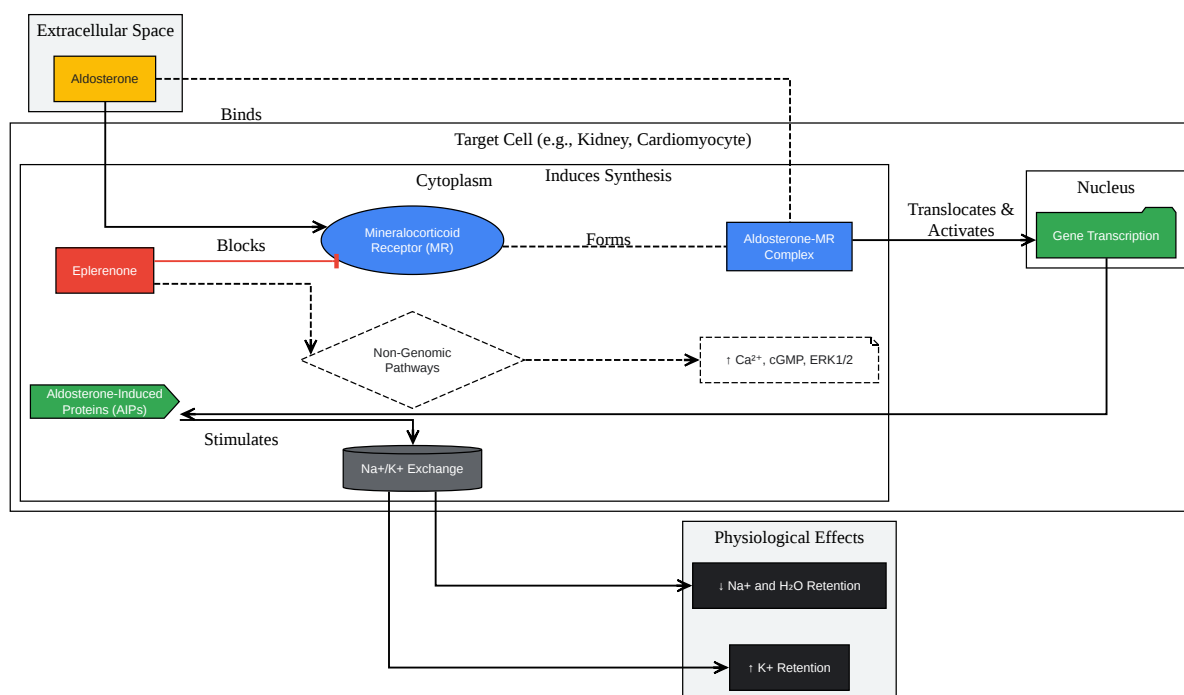 Extracellular Space
Aldosterone
Binds
Target Cell (e.g., Kidney, Cardiomyocyte)
Cytoplasm
Induces Synthesis
Nucleus
Mineralocorticoid
Receptor (MR)
Blocks
Eplerenone
Forms
Aldosterone-MR
Complex
Translocates &
Activates
Gene Transcription
Non-Genomic
Pathways
↑ Ca²⁺, cGMP, ERK1/2
Aldosterone-Induced
Proteins (AIPs)
Stimulates
Na+/K+ Exchange
Physiological Effects
↓ Na+ and H₂O Retention
↑ K+ Retention